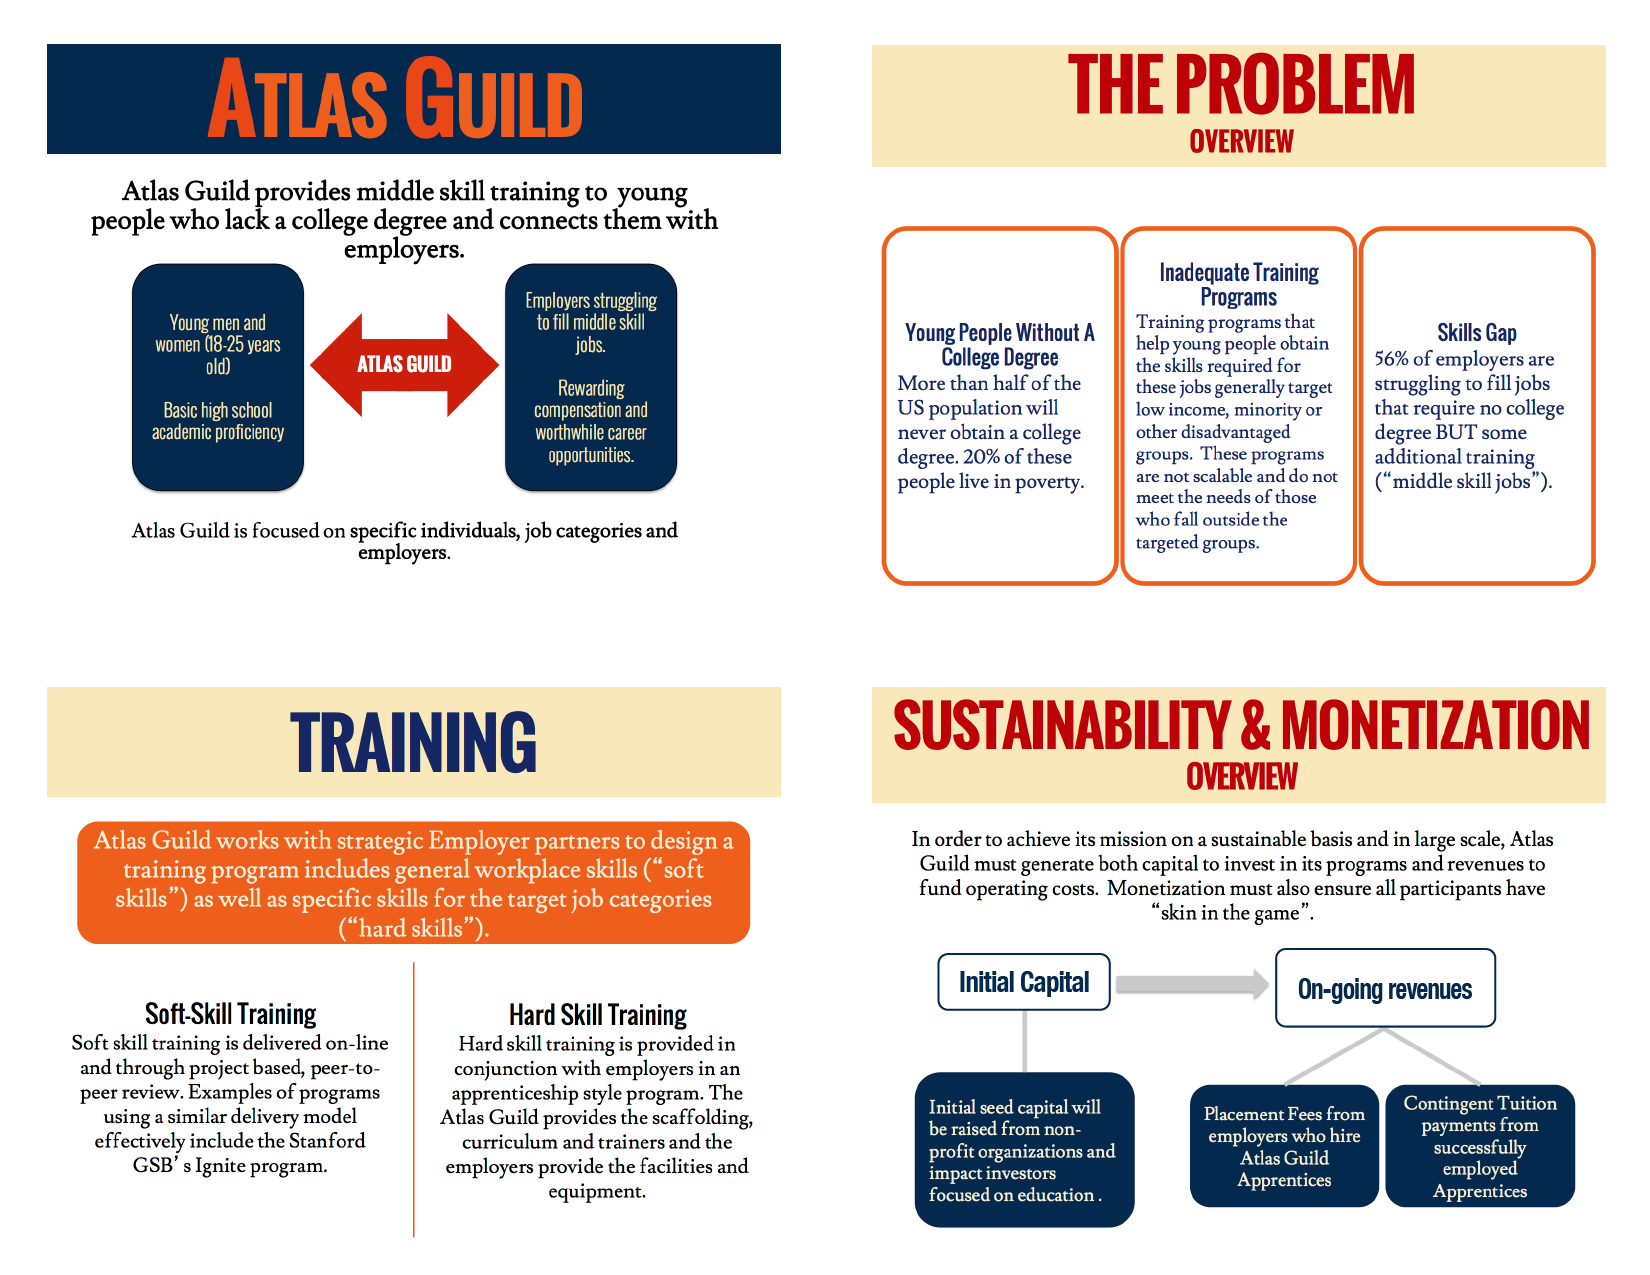 ATLAS GUILD
Atlas Guild provides middle skill training to young
people who lack a college degree and connects them with
employers.
Young men and
women (18-25 years
old)
Basic high school
academic proficiency
ATLAS GUILD
Employers struggling
to fill middle skill
jobs.
Rewarding
compensation and
worthwhile career
opportunities.
Atlas Guild is focused on specific individuals, job categories and
employers.
THE PROBLEM
OVERVIEW
Young People Without A
College Degree
More than half of the
US population will
never obtain a college
degree. 20% of these
people live in poverty.
Inadequate Training
Programs
Training programs that
help young people obtain
the skills required for
these jobs generally target
low income, minority or
other disadvantaged
groups. These programs
are not scalable and do not
meet the needs of those
who fall outside the
targeted groups.
Skills Gap
56% of employers are
struggling to fill jobs
that require no college
degree BUT some
additional training
(“middle skill jobs”).
TRAINING
Atlas Guild works with strategic Employer partners to design a
training program includes general workplace skills (“soft
skills”) as well as specific skills for the target job categories
(“hard skills”).
Soft-Skill Training
Soft skill training is delivered on-line
and through project based, peer-to-
peer review. Examples of programs
using a similar delivery model
effectively include the Stanford
GSB’ s Ignite program.
Hard Skill Training
Hard skill training is provided in
conjunction with employers in an
apprenticeship style program. The
Atlas Guild provides the scaffolding,
curriculum and trainers and the
employers provide the facilities and
equipment.
SUSTAINABILITY & MONETIZATION
OVERVIEW
In order to achieve its mission on a sustainable basis and in large scale, Atlas
Guild must generate both capital to invest in its programs and revenues to
fund operating costs. Monetization must also ensure all participants have
“skin in the game”.
Initial Capital
On-going revenues
Initial seed capital will
be raised from non-
profit organizations and
impact investors
focused on education .
Placement Fees from
employers who hire
Atlas Guild
Apprentices
Contingent Tuition
payments from
successfully
employed
Apprentices